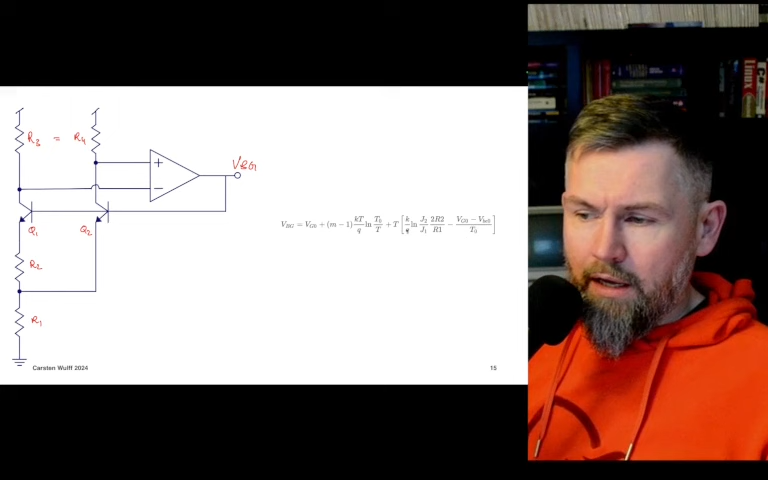 R3 = R4
+
VBG
−
Q1 Q2
V_BG = V_G0 + (m − 1) kT/q ln T_0/T + T [ k/q ln J_2/J_1 2R2/R1 − (V_G0 − V_be0)/T_0 ]
R2
R1
Carsten Wulff 2024 15
Linux